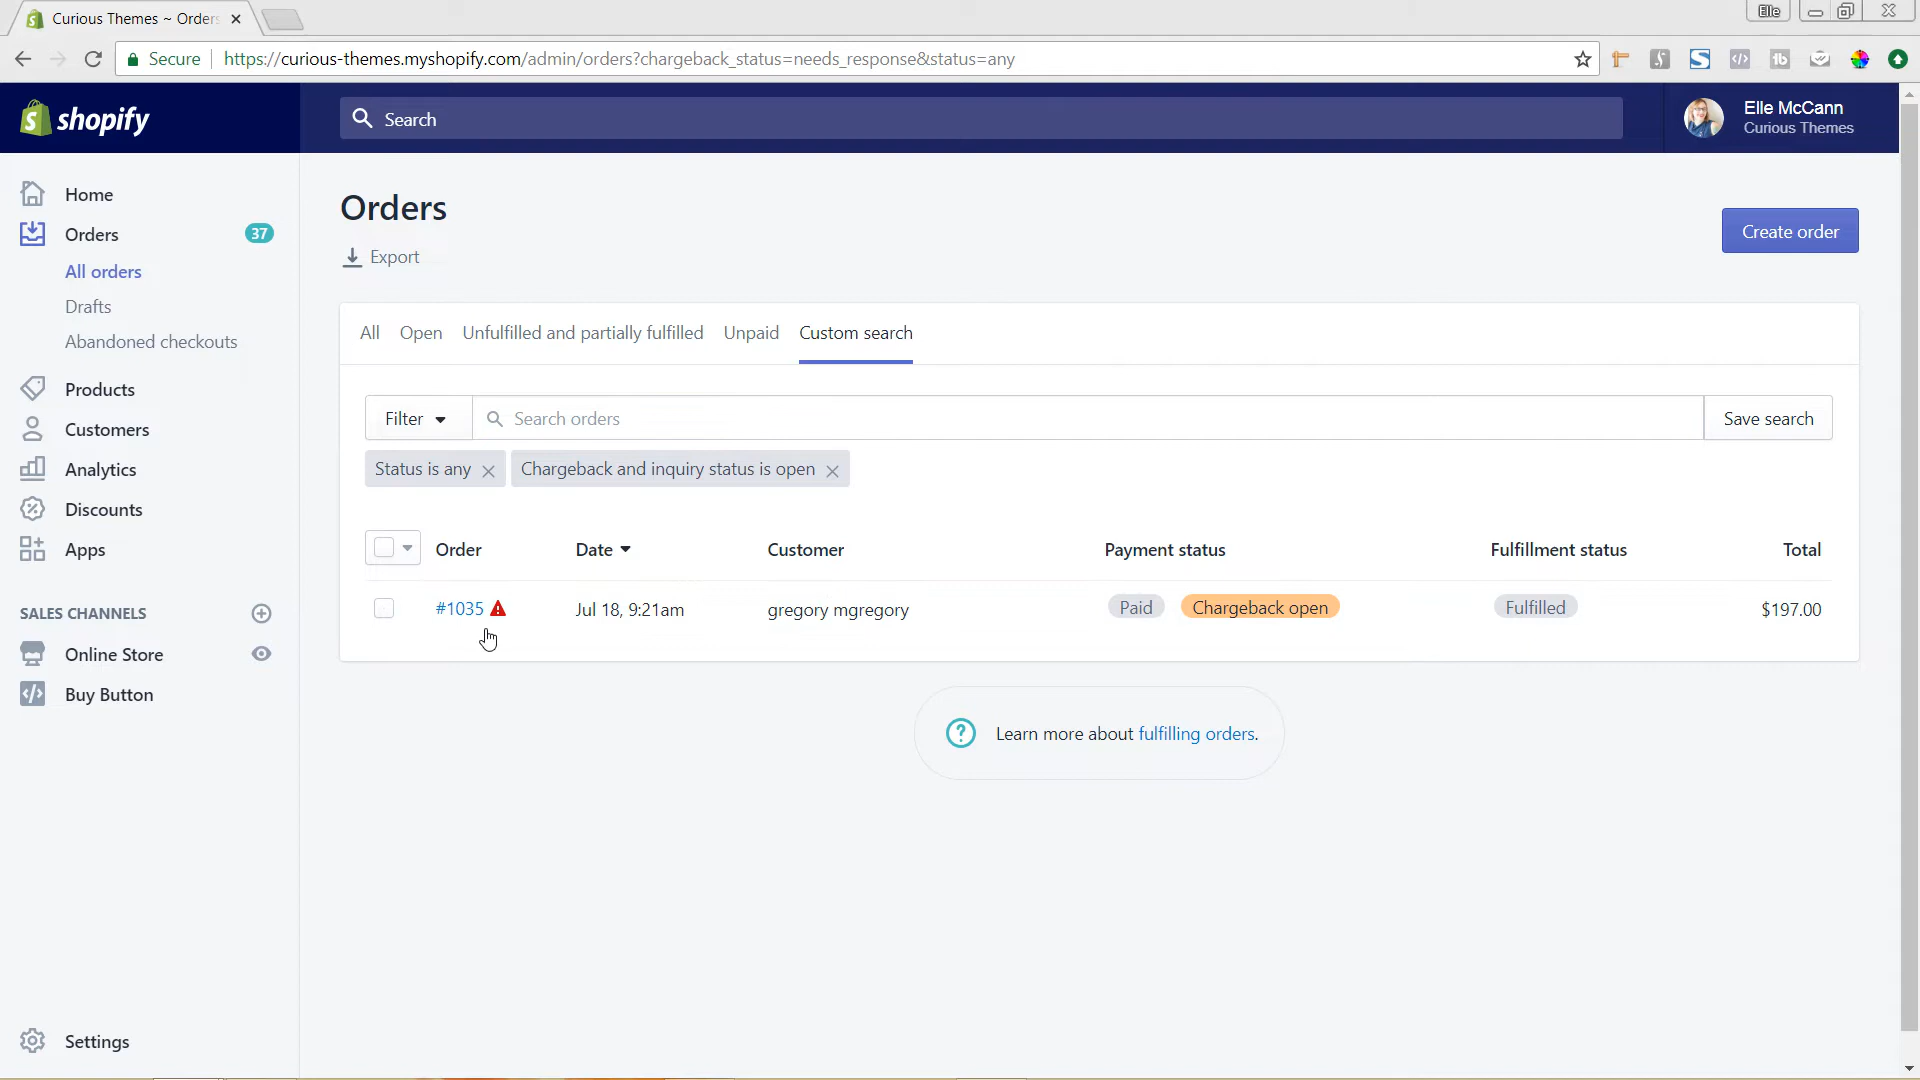 Curious Themes ~ Orders
Elle
Secure
https://curious-themes.myshopify.com/admin/orders?chargeback_status=needs_response&status=any
shopify
Search
Elle McCann
Curious Themes
Home
Orders
37
All orders
Drafts
Abandoned checkouts
Products
Customers
Analytics
Discounts
Apps
SALES CHANNELS
Online Store
Buy Button
Settings
Orders
Export
Create order
All Open Unfulfilled and partially fulfilled Unpaid Custom search
Filter
Search orders
Save search
Status is any
Chargeback and inquiry status is open
Order Date Customer Payment status Fulfillment status Total
#1035 Jul 18, 9:21am gregory mgregory Paid Chargeback open Fulfilled $197.00
? Learn more about fulfilling orders.